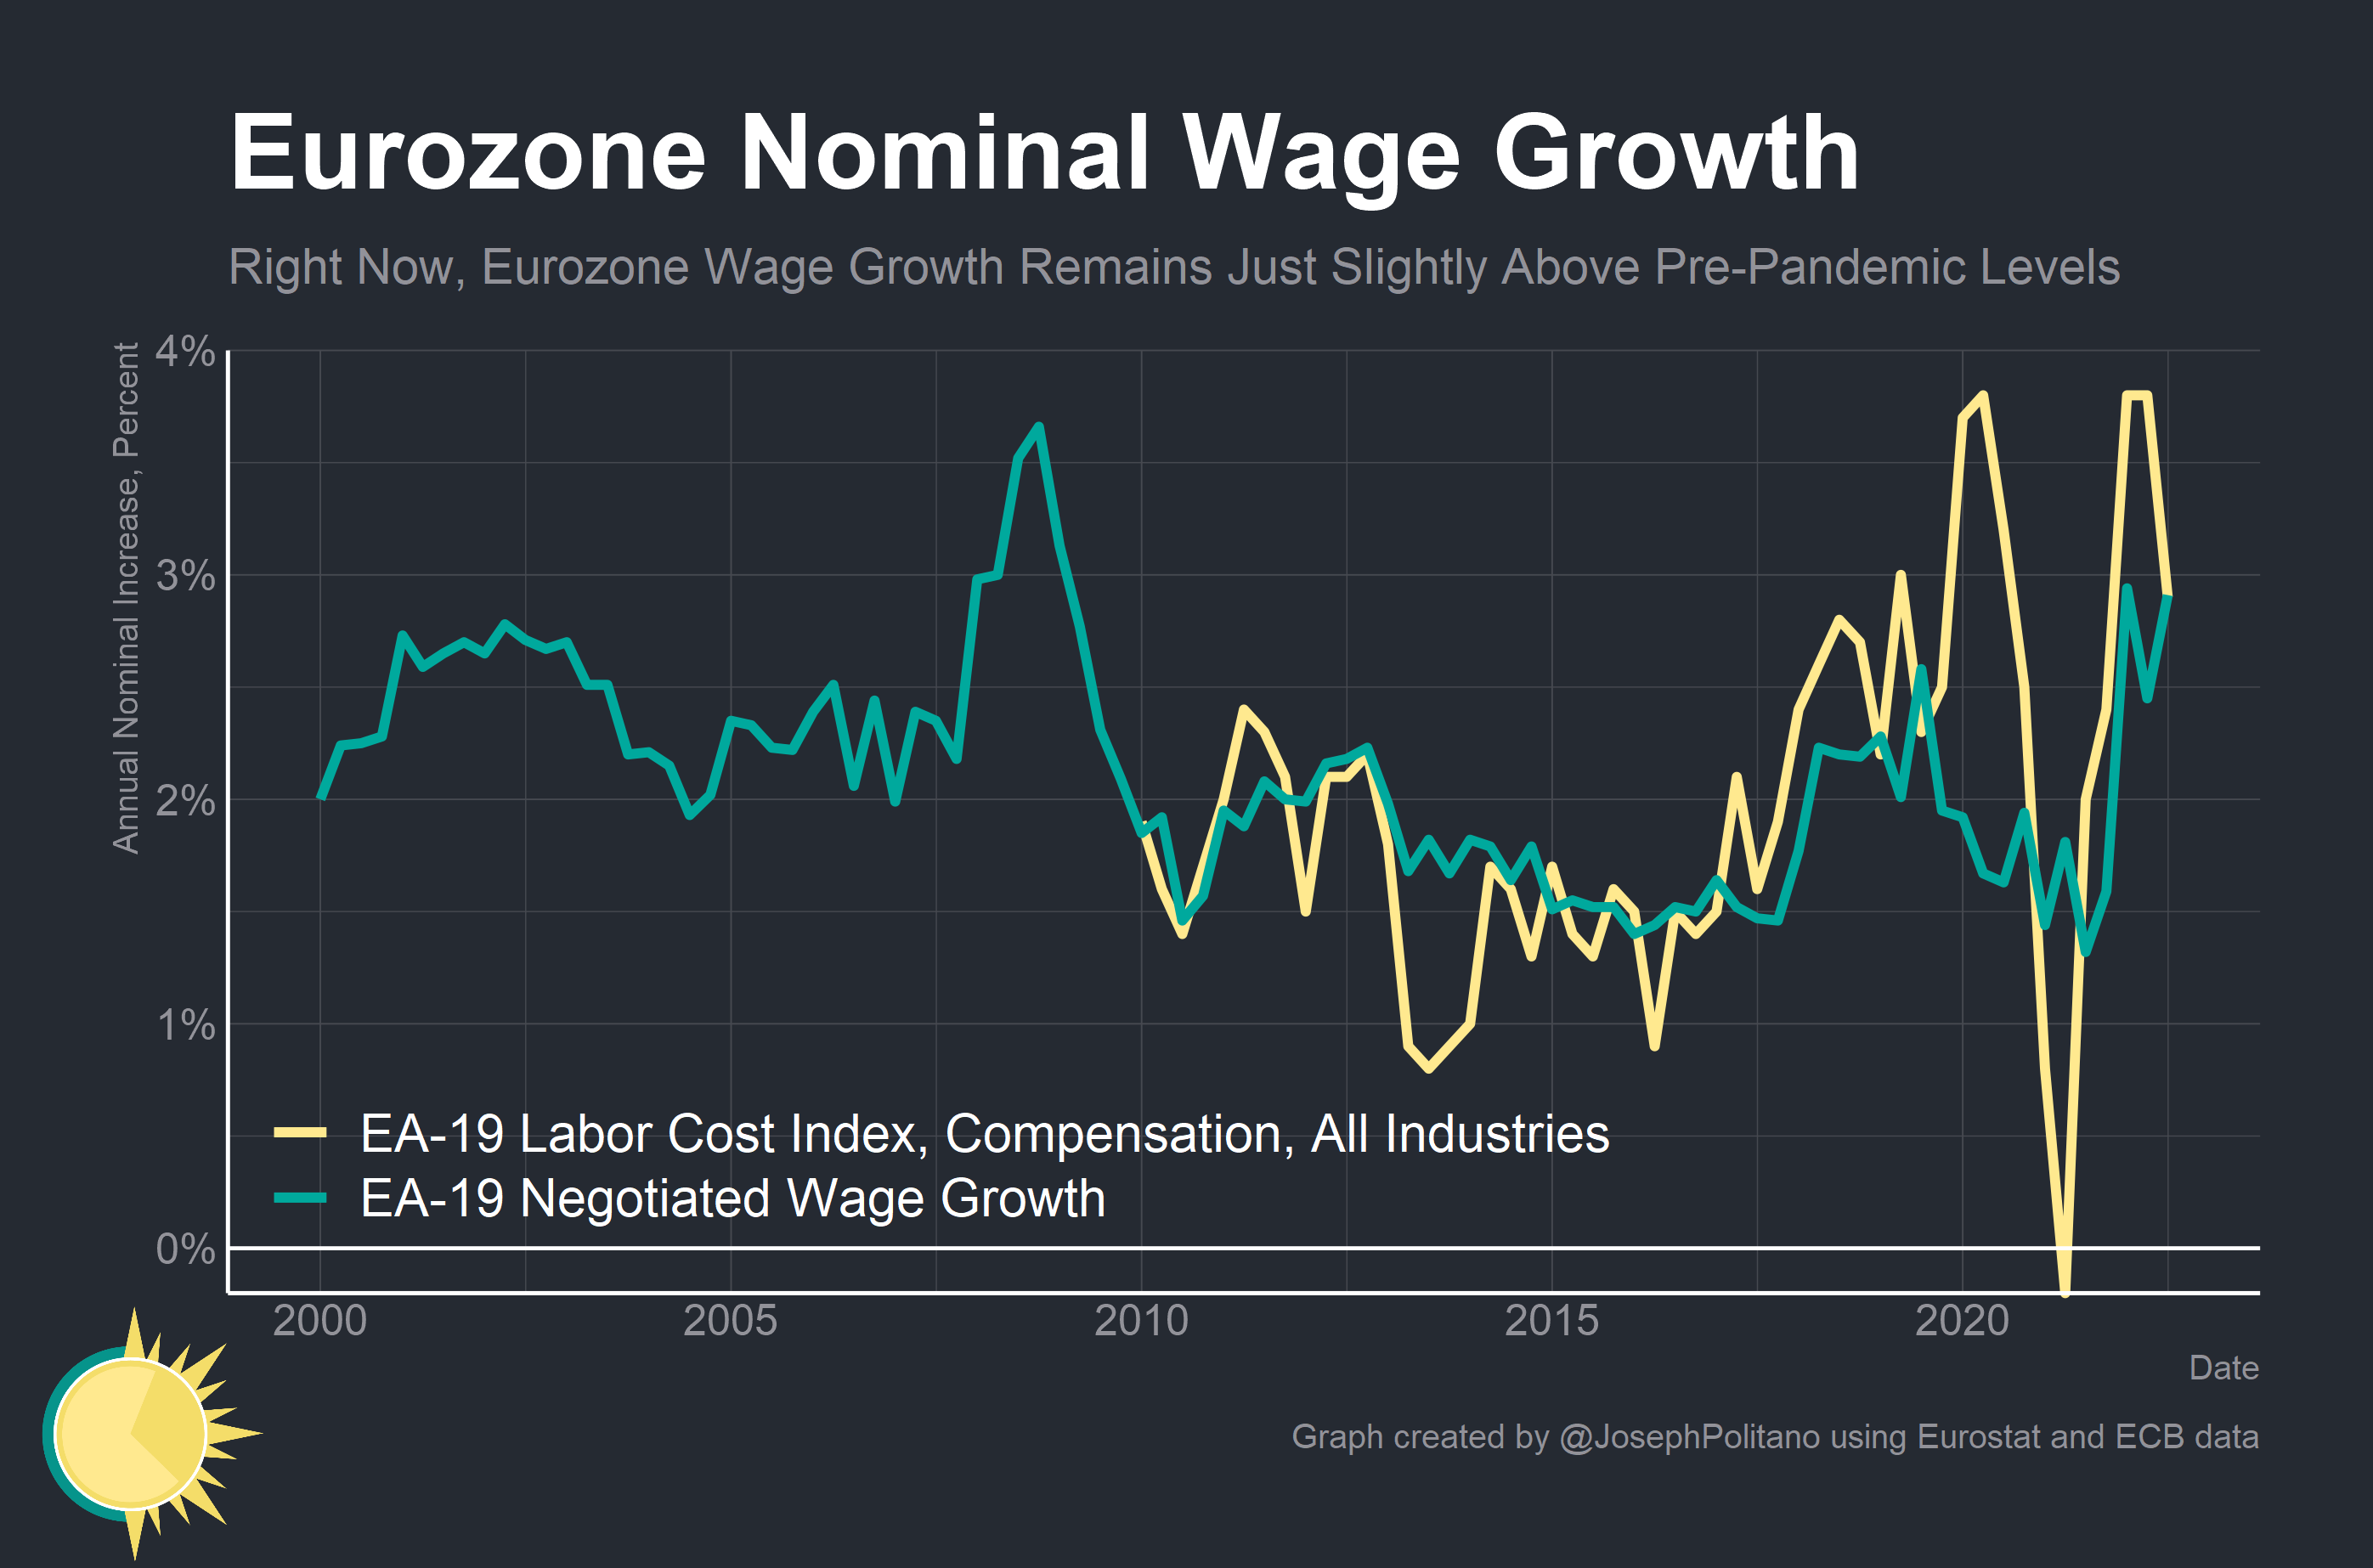 Eurozone Nominal Wage Growth
Right Now, Eurozone Wage Growth Remains Just Slightly Above Pre-Pandemic Levels
Annual Nominal Increase, Percent
4%
3%
2%
1%
0%
EA-19 Labor Cost Index, Compensation, All Industries
EA-19 Negotiated Wage Growth
2000 2005 2010 2015 2020
Date
Graph created by @JosephPolitano using Eurostat and ECB data